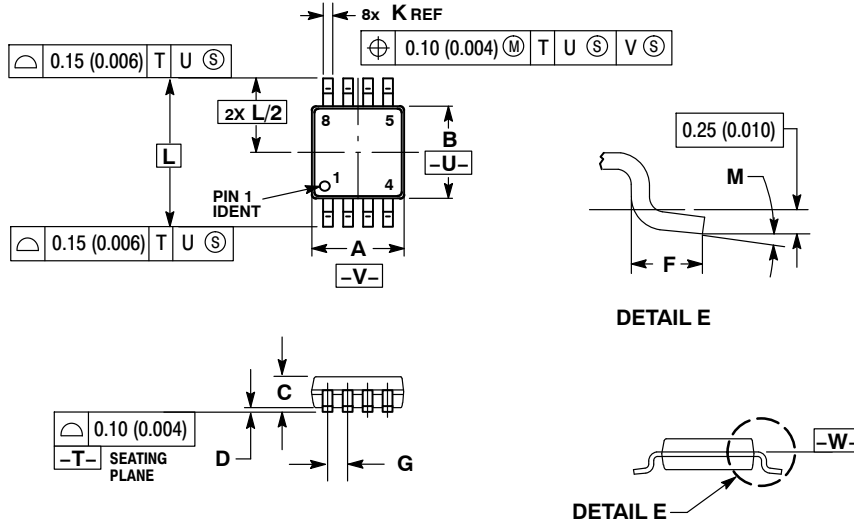 8x K REF
⌖ 0.10 (0.004) Ⓜ T U Ⓢ V Ⓢ
⌓ 0.15 (0.006) T U Ⓢ
2X L/2
8 5
B
-U-
L
PIN 1
IDENT
1 4
⌓ 0.15 (0.006) T U Ⓢ
A
-V-
0.25 (0.010)
M
F
DETAIL E
C
⌓ 0.10 (0.004)
-T- SEATING
PLANE
D
G
-W-
DETAIL E